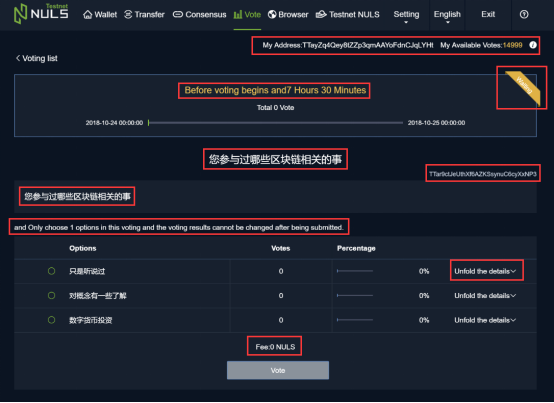 Testnet
NULS
Wallet Transfer Consensus Vote Browser Testnet NULS Setting English Exit
My Available Votes:14999
Voting list
Before voting begins and7 Hours 30 Minutes
Total 0 Vote
2018-10-24 00:00:00 2018-10-25 00:00:00
您参与过哪些区块链相关的事
您参与过哪些区块链相关的事
and Only choose 1 options in this voting and the voting results cannot be changed after being submitted.
Options Votes Percentage
只是听说过 0 0% Unfold the details
对概念有一些了解 0 0% Unfold the details
数字货币投资 0 0% Unfold the details
Fee:0 NULS
Vote